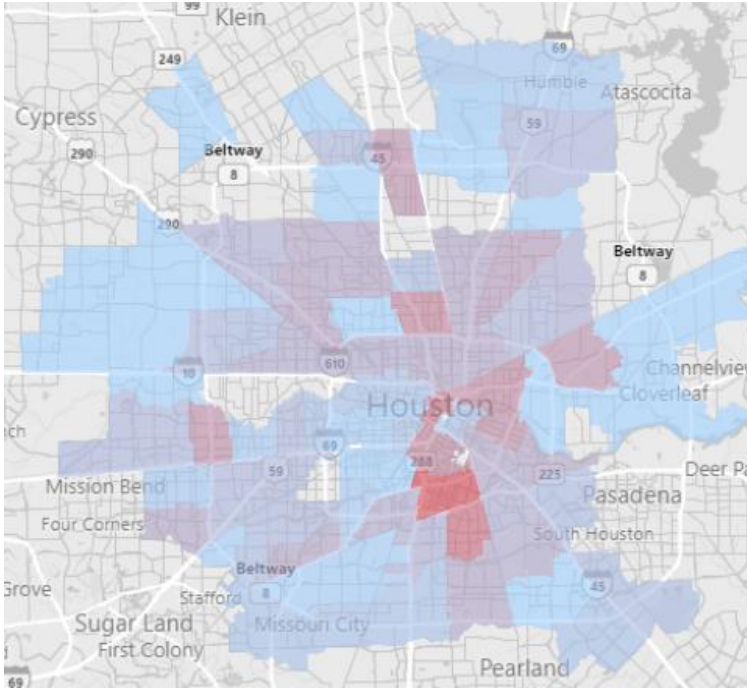 99
Klein
69
249
Humble
Atascocita
Cypress
59
290
Beltway
45
8
290
Beltway
8
610
10
Channelview
Houston
Cloverleaf
69
288
59
225
Deer Pa
Mission Bend
Pasadena
Four Corners
South Houston
Beltway
45
Grove
8
Stafford
Sugar Land
Missouri City
First Colony
Pearland
69